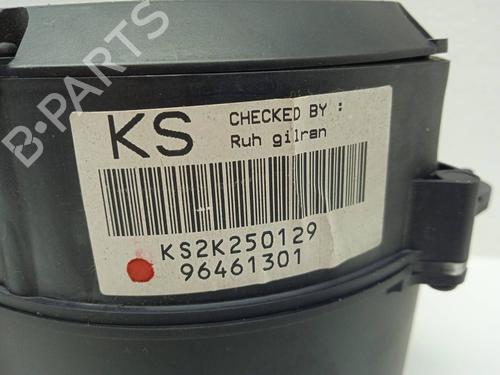 B-PARTS
KS
CHECKED BY :
Ruh gilran
KS2K250129
96461301